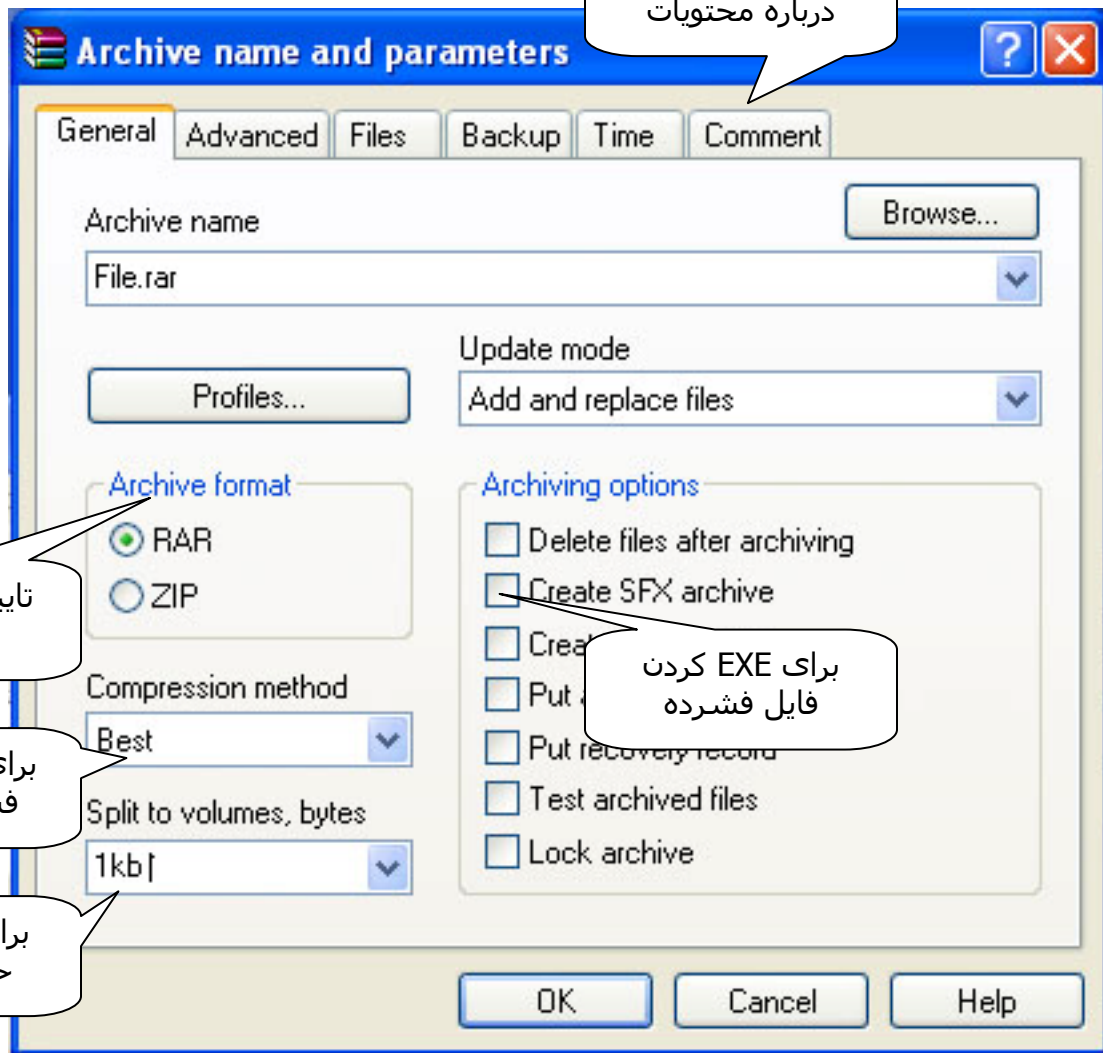 درباره محتویات
Archive name and parameters
General Advanced Files Backup Time Comment
Archive name
Browse...
File.rar
Update mode
Profiles...
Add and replace files
Archive format
RAR
ZIP
Archiving options
Delete files after archiving
Create SFX archive
Put
Put recovery record
Test archived files
Lock archive
برای EXE کردن
فایل فشرده
Compression method
Best
Split to volumes, bytes
1kb
OK Cancel Help